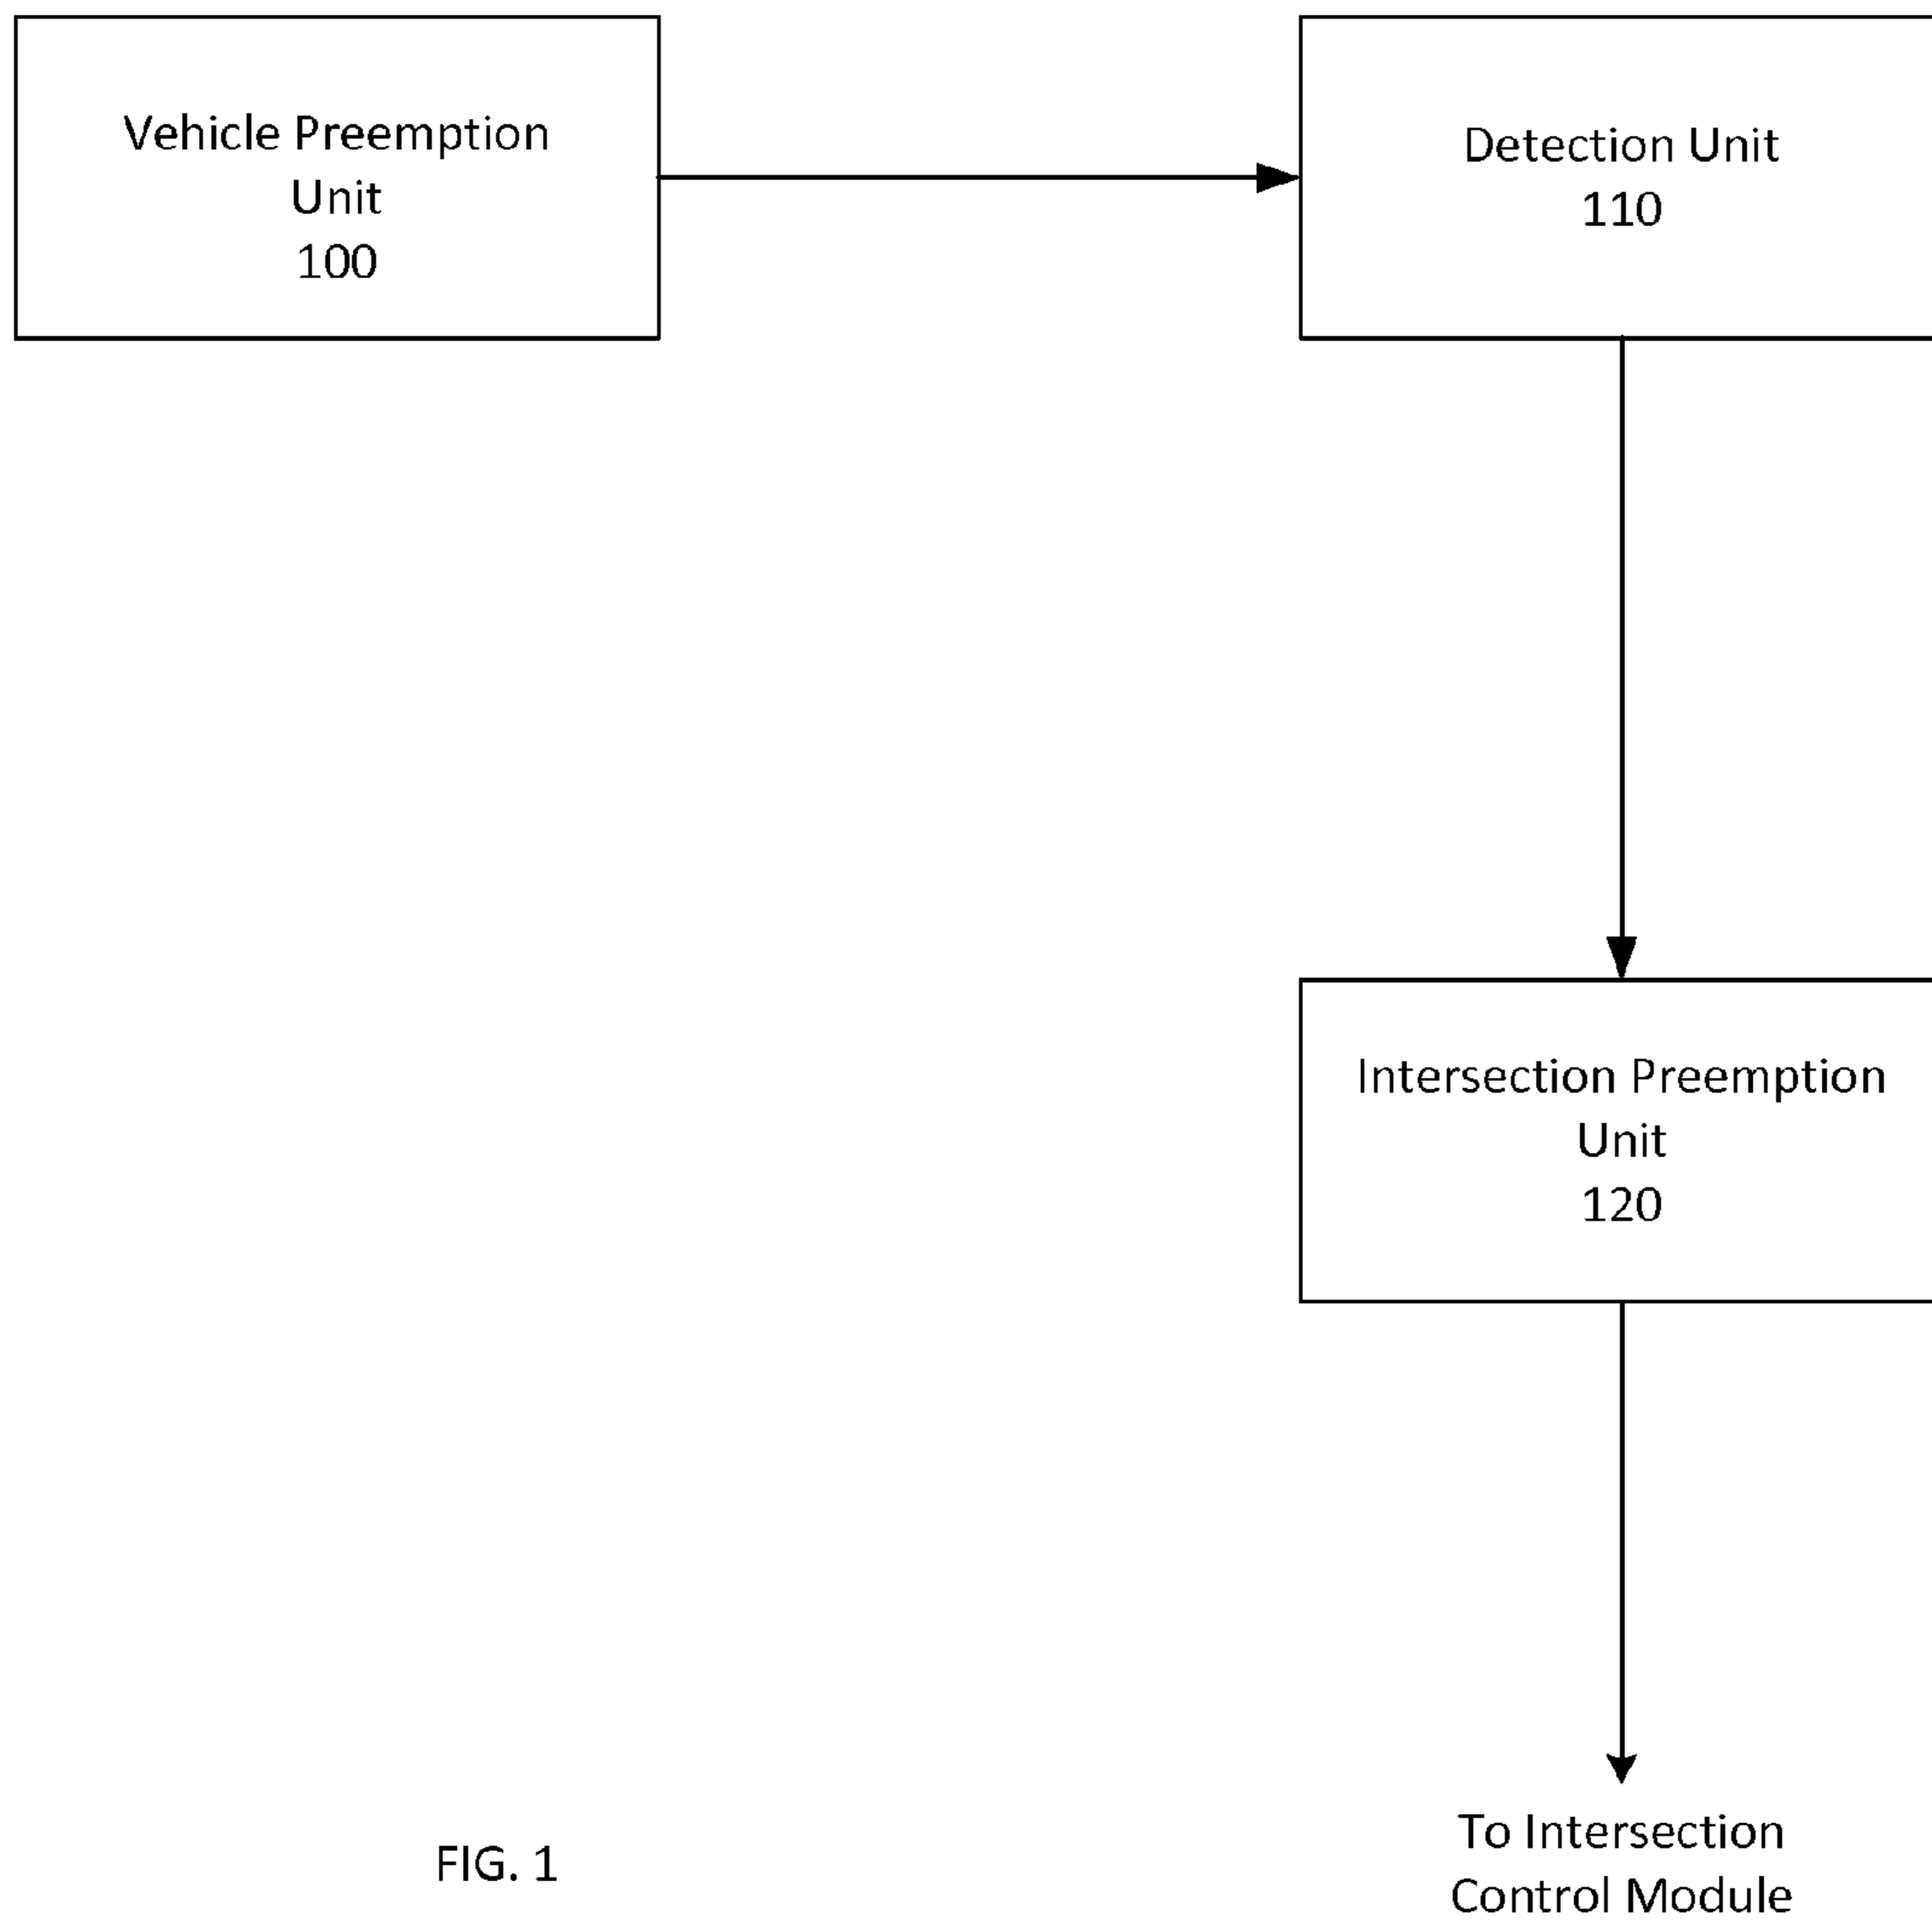 Vehicle Preemption
Unit
100
Detection Unit
110
Intersection Preemption
Unit
120
To Intersection
Control Module
FIG. 1